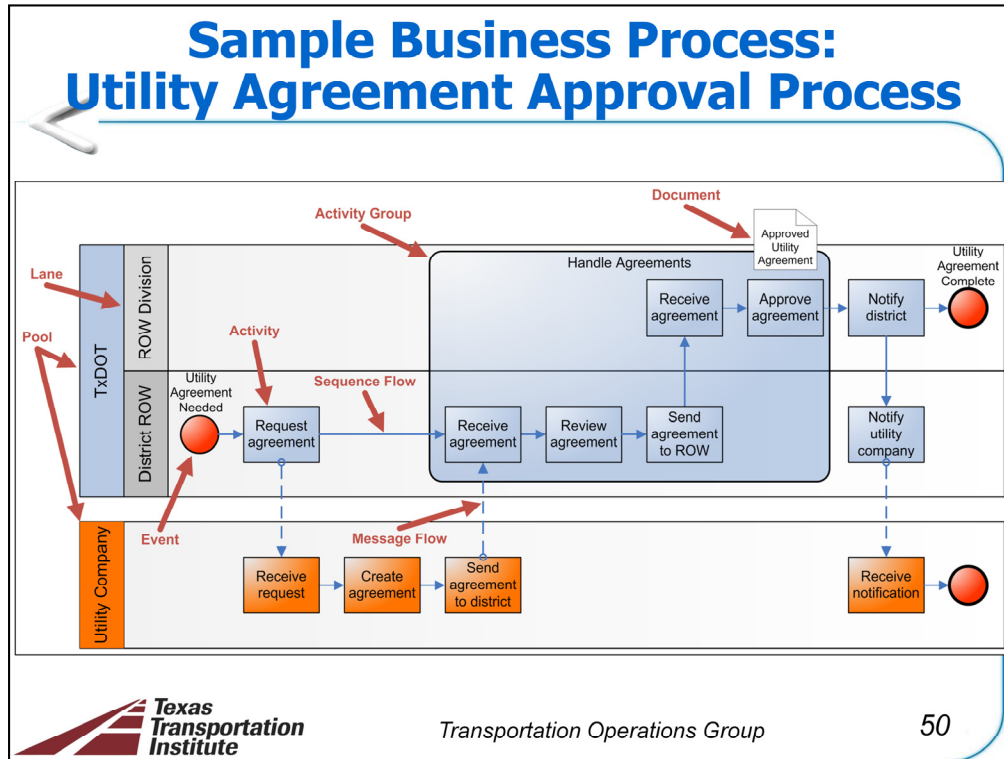 Sample Business Process:
Utility Agreement Approval Process
Document
Activity Group
Approved
Utility
Agreement
Utility
Agreement
Complete
Handle Agreements
Lane
ROW Division
Receive
agreement
Approve
agreement
Notify
district
Pool
TxDOT
Activity
Sequence Flow
Utility
Agreement
Needed
District ROW
Request
agreement
Receive
agreement
Review
agreement
Send
agreement
to ROW
Notify
utility
company
Event
Message Flow
Utility Company
Receive
request
Create
agreement
Send
agreement
to district
Receive
notification
Texas
Transportation
Institute
Transportation Operations Group
50